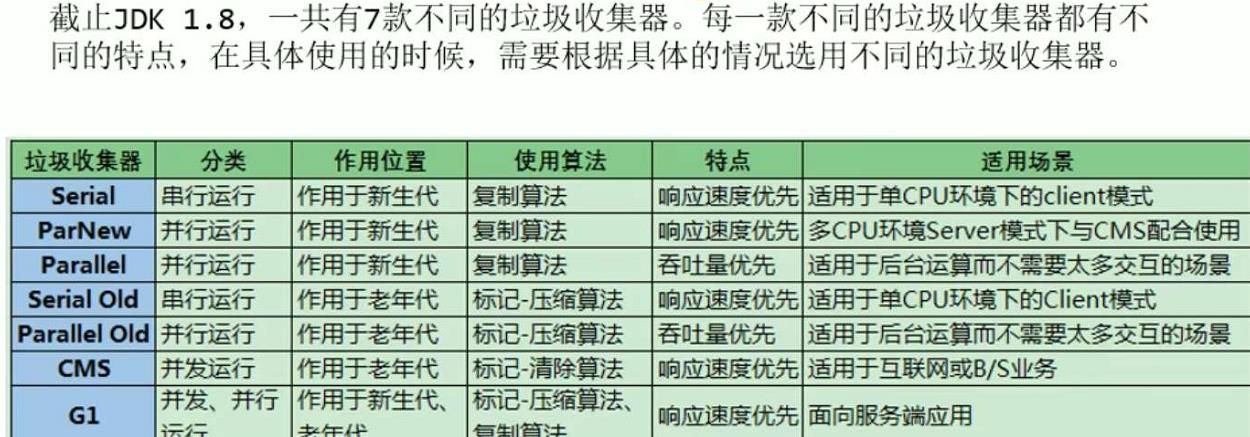 截止JDK 1.8，一共有7款不同的垃圾收集器。每一款不同的垃圾收集器都有不
同的特点，在具体使用的时候，需要根据具体的情况选用不同的垃圾收集器。
垃圾收集器 分类 作用位置 使用算法 特点 适用场景
Serial 串行运行 作用于新生代 复制算法 响应速度优先 适用于单CPU环境下的client模式
ParNew 并行运行 作用于新生代 复制算法 响应速度优先 多CPU环境Server模式下与CMS配合使用
Parallel 并行运行 作用于新生代 复制算法 吞吐量优先 适用于后台运算而不需要太多交互的场景
Serial Old 串行运行 作用于老年代 标记-压缩算法 响应速度优先 适用于单CPU环境下的Client模式
Parallel Old 并行运行 作用于老年代 标记-压缩算法 吞吐量优先 适用于后台运算而不需要太多交互的场景
CMS 并发运行 作用于老年代 标记-清除算法 响应速度优先 适用于互联网或B/S业务
G1 并发、并行 作用于新生代、 标记-压缩算法、 响应速度优先 面向服务端应用
运行 老年代 复制算法